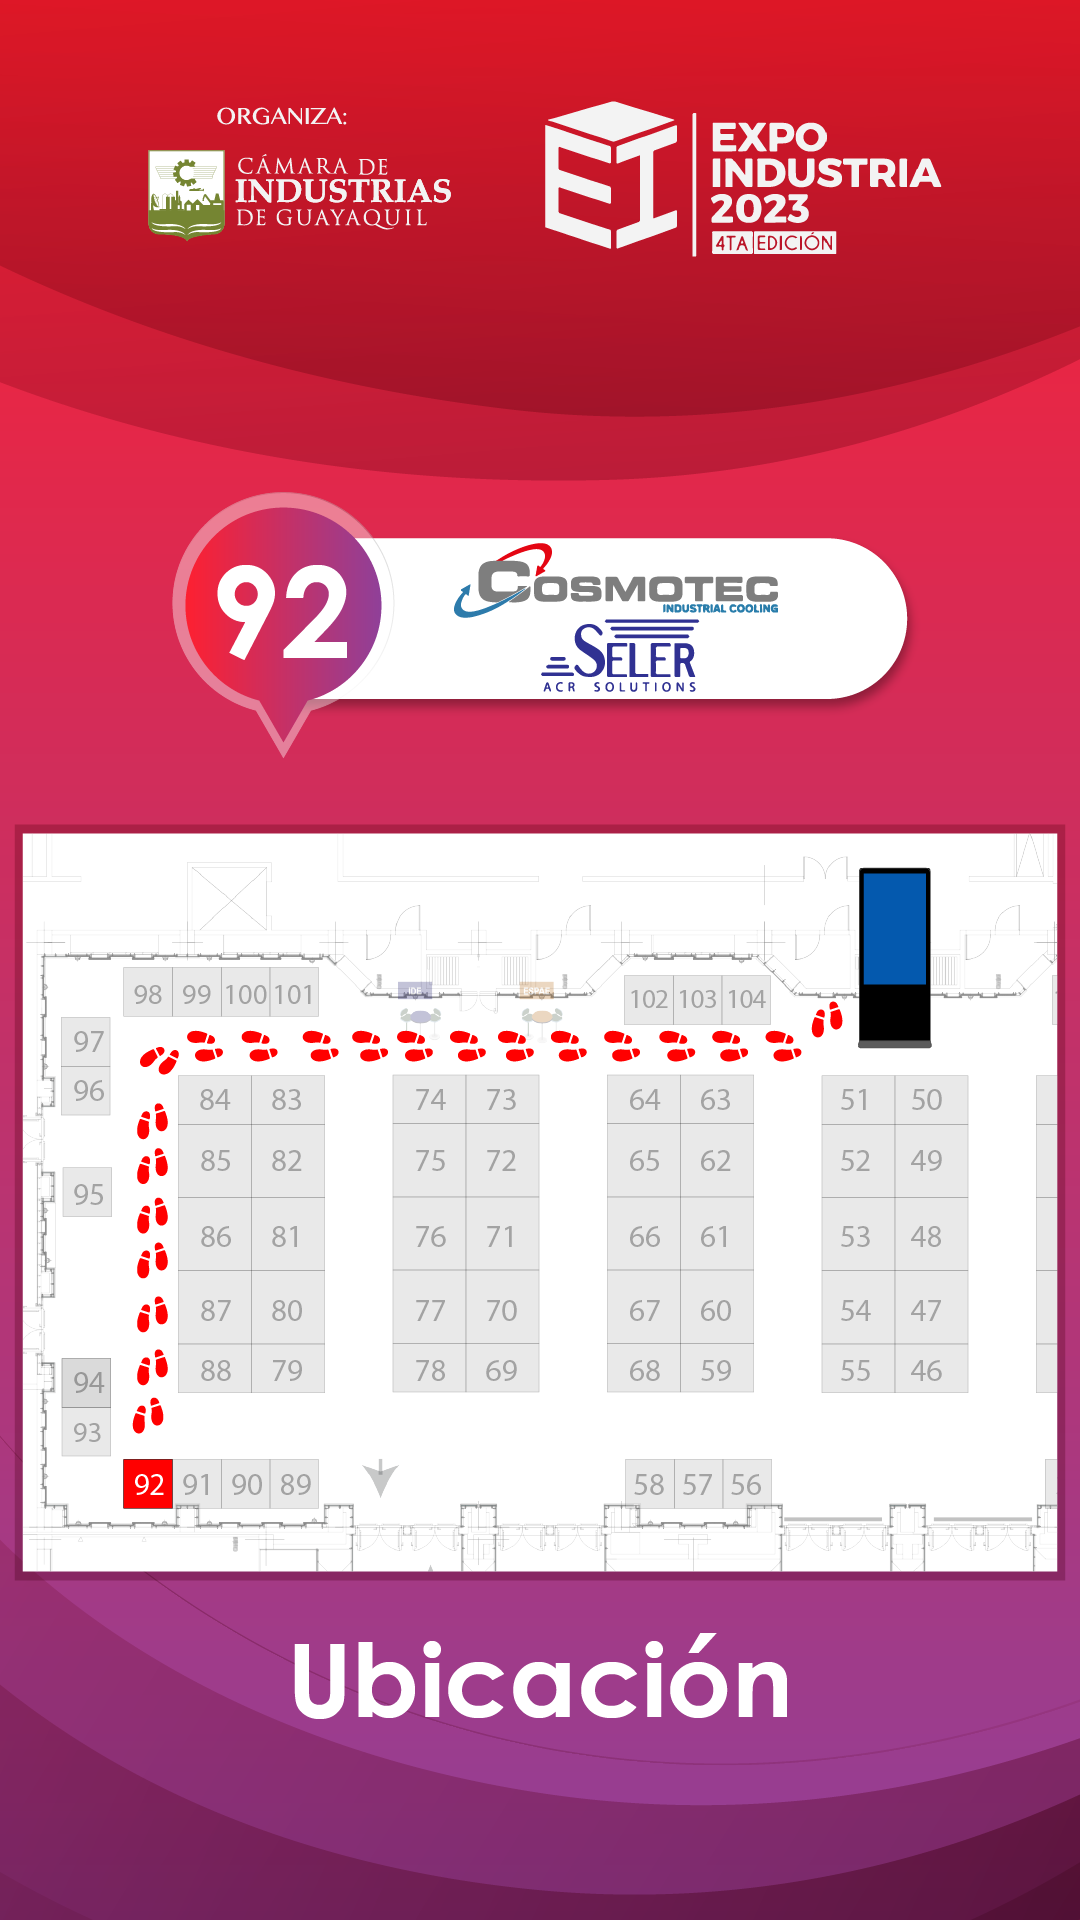 ORGANIZA:
CÁMARA DE
INDUSTRIAS
DE GUAYAQUIL
EXPO
INDUSTRIA
2023
4TA EDICIÓN
92
COSMOTEC
INDUSTRIAL COOLING
SELER
ACR SOLUTIONS
98 99 100 101
IDE
ESPAE
102 103 104
97
96
84 83 74 73 64 63 51 50
85 82 75 72 65 62 52 49
95
86 81 76 71 66 61 53 48
87 80 77 70 67 60 54 47
88 79 78 69 68 59 55 46
94
93
92 91 90 89
58 57 56
Ubicación